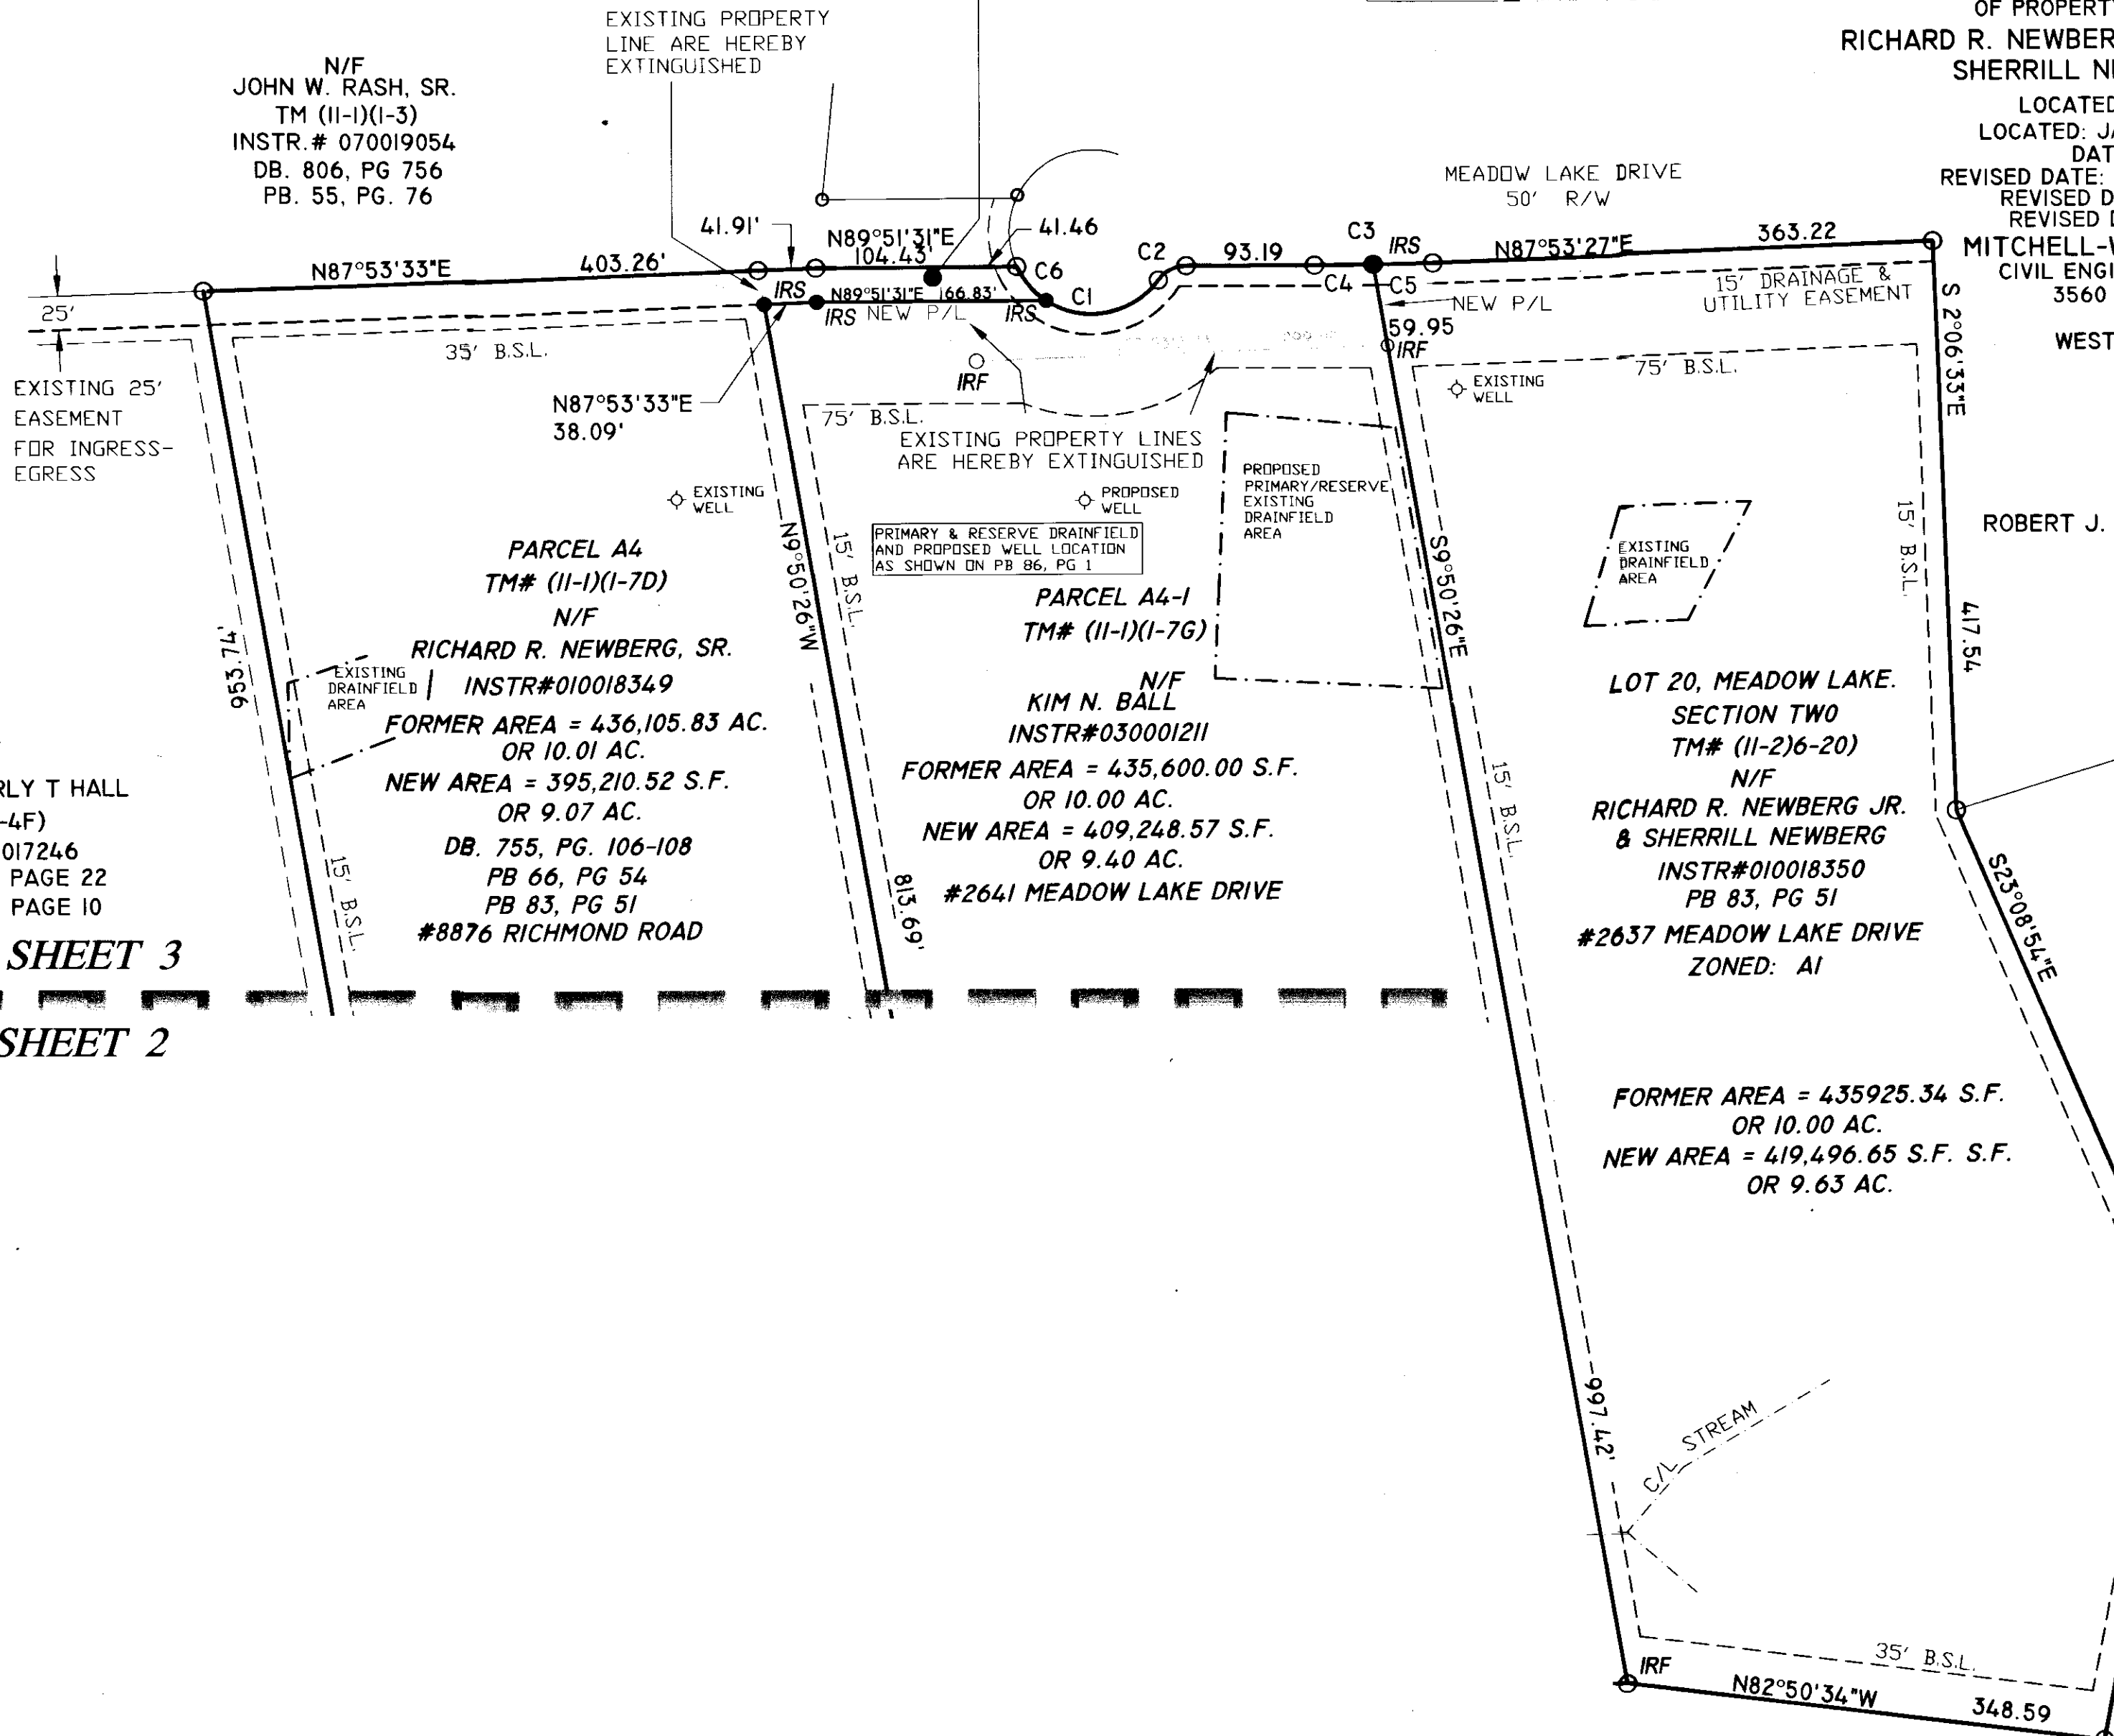 OF PROPERTY
RICHARD R. NEWBER
SHERRILL N
LOCATED
LOCATED: J
DAT
REVISED DATE:
REVISED D
REVISED D
MITCHELL-
CIVIL ENGI
3560
WEST
EXISTING PROPERTY
LINE ARE HEREBY
EXTINGUISHED
N/F
JOHN W. RASH, SR.
TM (11-1)(1-3)
INSTR.# 070019054
DB. 806, PG 756
PB. 55, PG. 76
MEADOW LAKE DRIVE
50' R/W
N87°53'33"E
403.26'
41.91'
N89°51'31"E
104.43'
41.46
C6
C1
C2
93.19
C3
IRS
C4
C5
N87°53'27"E
363.22
15' DRAINAGE &
UTILITY EASEMENT
NEW P/L
59.95
IRF
IRS
N89°51'31"E 166.83'
IRS
NEW P/L
IRS
IRF
25'
35' B.S.L.
EXISTING 25'
EASEMENT
FOR INGRESS-
EGRESS
N87°53'33"E
38.09'
75' B.S.L.
EXISTING PROPERTY LINES
ARE HEREBY EXTINGUISHED
75' B.S.L.
EXISTING
WELL
S 2°06'33"E
417.54
15' B.S.L.
ROBERT J.
EXISTING
WELL
PROPOSED
WELL
PROPOSED
PRIMARY/RESERVE
EXISTING
DRAINFIELD
AREA
PRIMARY & RESERVE DRAINFIELD
AND PROPOSED WELL LOCATION
AS SHOWN ON PB 86, PG 1
EXISTING
DRAINFIELD
AREA
N9°50'26"W
813.69'
15' B.S.L.
S9°50'26"E
997.42'
15' B.S.L.
953.74'
15' B.S.L.
PARCEL A4
TM# (11-1)(1-7D)
N/F
RICHARD R. NEWBERG, SR.
INSTR#010018349
EXISTING
DRAINFIELD
AREA
FORMER AREA = 436,105.83 AC.
OR 10.01 AC.
NEW AREA = 395,210.52 S.F.
OR 9.07 AC.
DB. 755, PG. 106-108
PB 66, PG 54
PB 83, PG 51
#8876 RICHMOND ROAD
PARCEL A4-1
TM# (11-1)(1-7G)
N/F
KIM N. BALL
INSTR#030001211
FORMER AREA = 435,600.00 S.F.
OR 10.00 AC.
NEW AREA = 409,248.57 S.F.
OR 9.40 AC.
#2641 MEADOW LAKE DRIVE
LOT 20, MEADOW LAKE.
SECTION TWO
TM# (11-2)6-20)
N/F
RICHARD R. NEWBERG JR.
& SHERRILL NEWBERG
INSTR#010018350
PB 83, PG 51
#2637 MEADOW LAKE DRIVE
ZONED: A1
S23°08'54"E
RLY T HALL
-4F)
017246
PAGE 22
PAGE 10
SHEET 3
SHEET 2
FORMER AREA = 435925.34 S.F.
OR 10.00 AC.
NEW AREA = 419,496.65 S.F. S.F.
OR 9.63 AC.
C/L STREAM
35' B.S.L.
IRF
N82°50'34"W
348.59